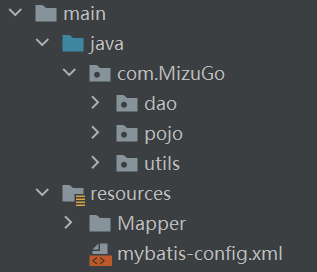 main
java
com.MizuGo
dao
pojo
utils
resources
Mapper
mybatis-config.xml